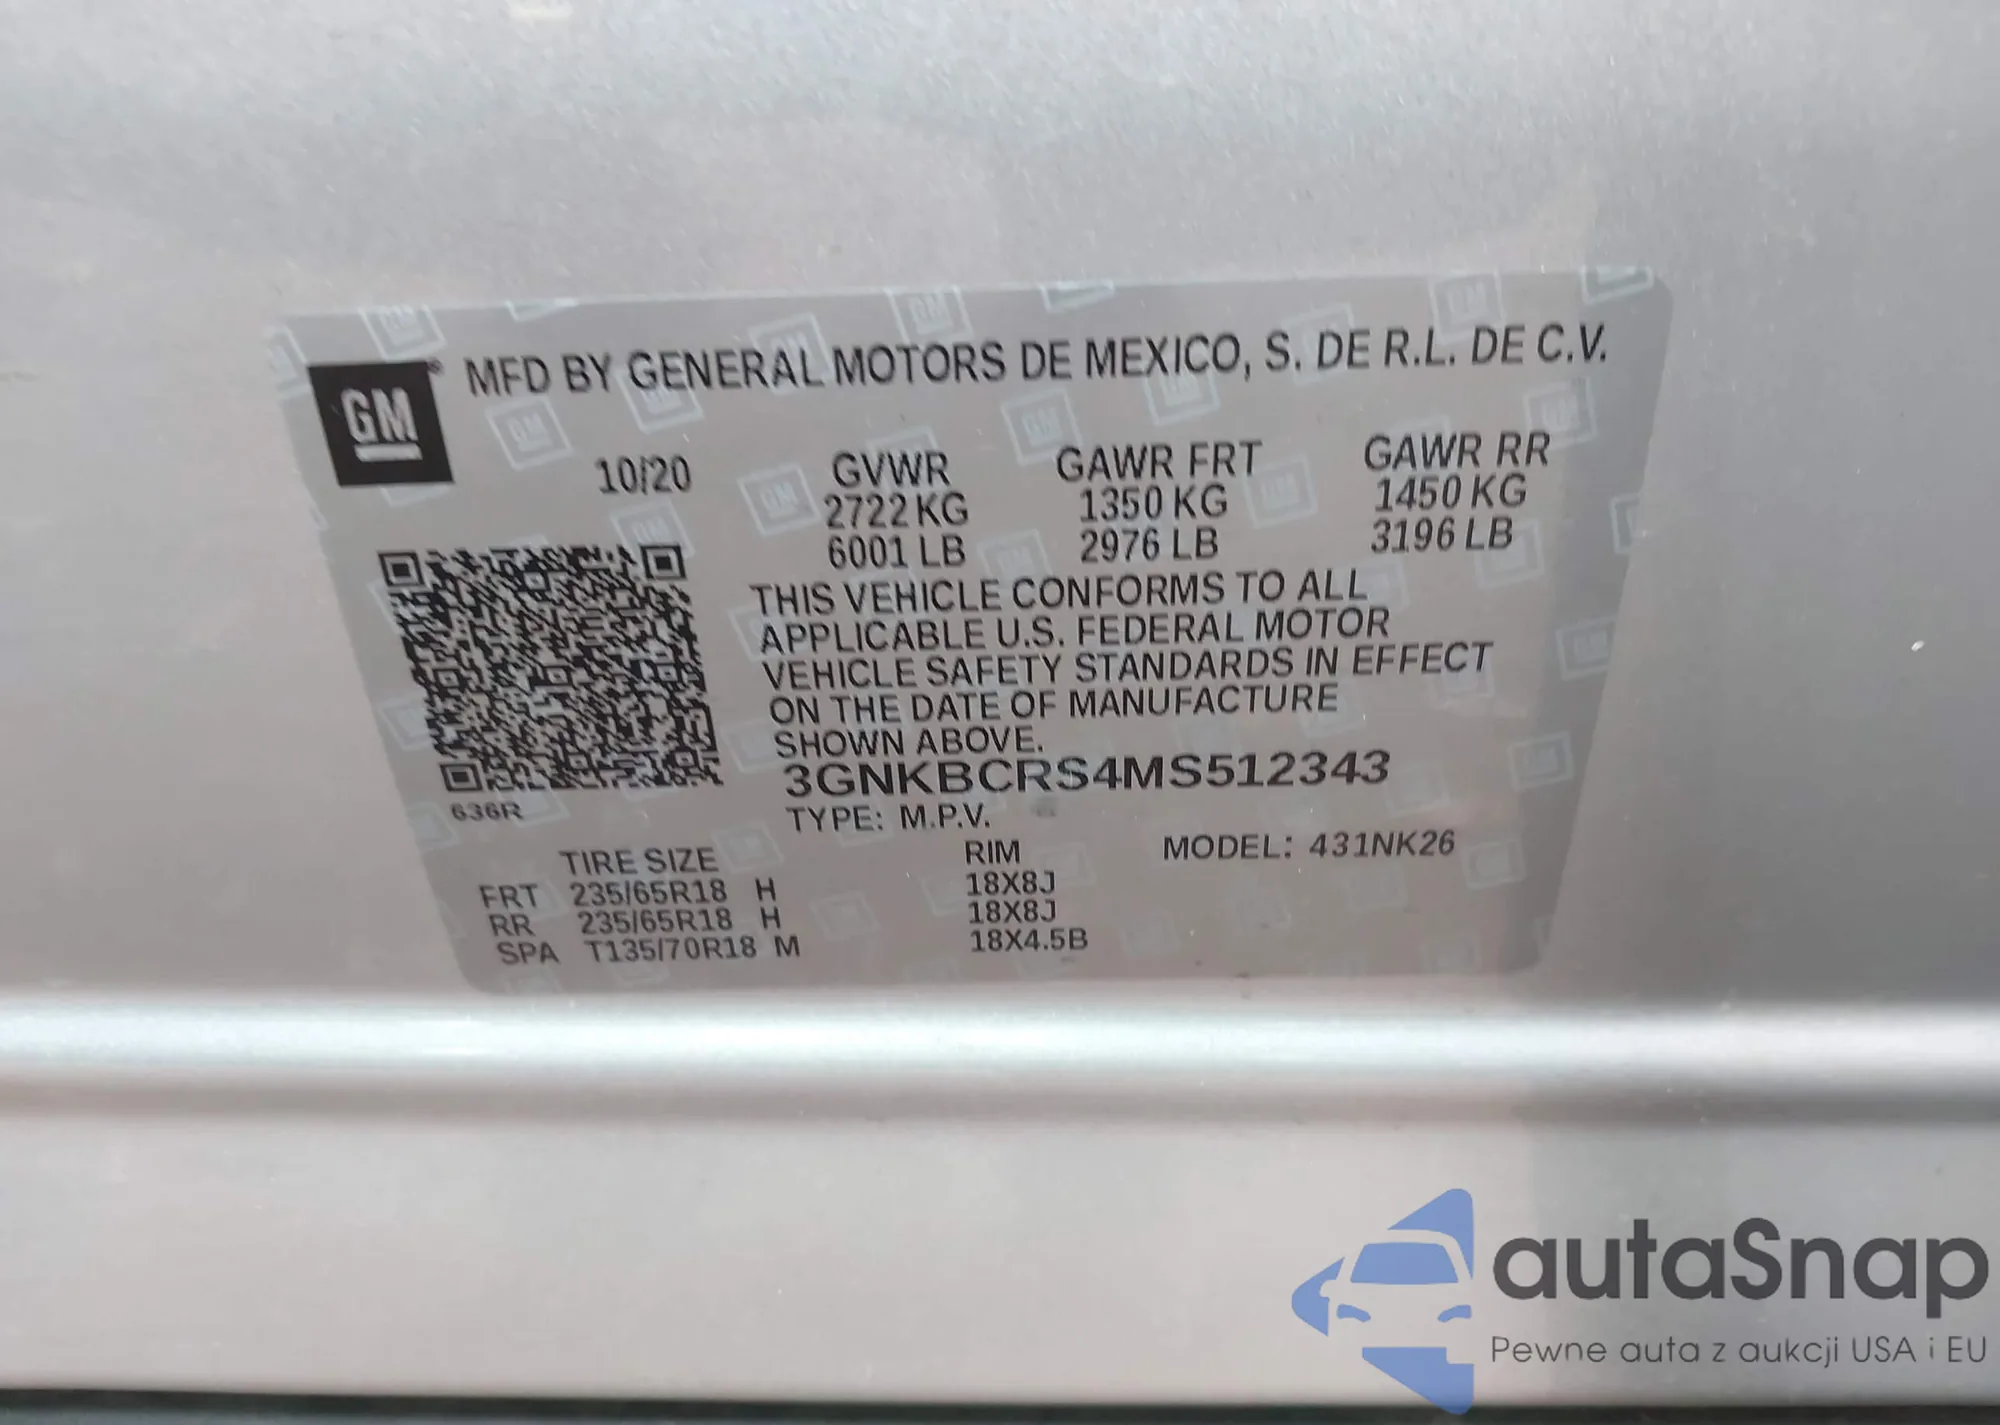 GM
MFD BY GENERAL MOTORS DE MEXICO, S. DE R.L. DE C.V.
10/20 GVWR GAWR FRT GAWR RR
2722 KG 1350 KG 1450 KG
6001 LB 2976 LB 3196 LB
THIS VEHICLE CONFORMS TO ALL
APPLICABLE U.S. FEDERAL MOTOR
VEHICLE SAFETY STANDARDS IN EFFECT
ON THE DATE OF MANUFACTURE
SHOWN ABOVE.
3GNKBCRS4MS512343
636R
TYPE: M.P.V.
TIRE SIZE RIM MODEL: 431NK26
FRT 235/65R18 H 18X8J
RR 235/65R18 H 18X8J
SPA T135/70R18 M 18X4.5B
autaSnap
Pewne auta z aukcji USA i EU